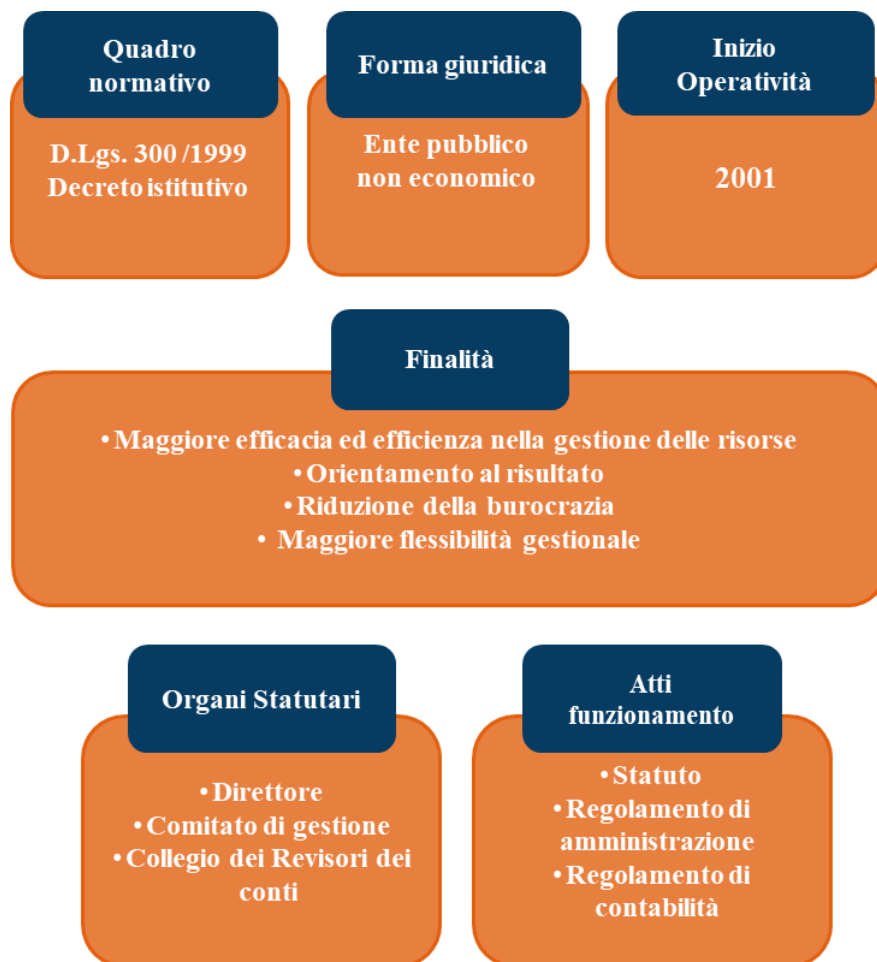 Quadro
normativo
D.Lgs. 300 /1999
Decreto istitutivo
Forma giuridica
Ente pubblico
non economico
Inizio
Operatività
2001
Finalità
• Maggiore efficacia ed efficienza nella gestione delle risorse
• Orientamento al risultato
• Riduzione della burocrazia
• Maggiore flessibilità gestionale
Organi Statutari
• Direttore
• Comitato di gestione
• Collegio dei Revisori dei
conti
Atti
funzionamento
• Statuto
• Regolamento di
amministrazione
• Regolamento di
contabilità